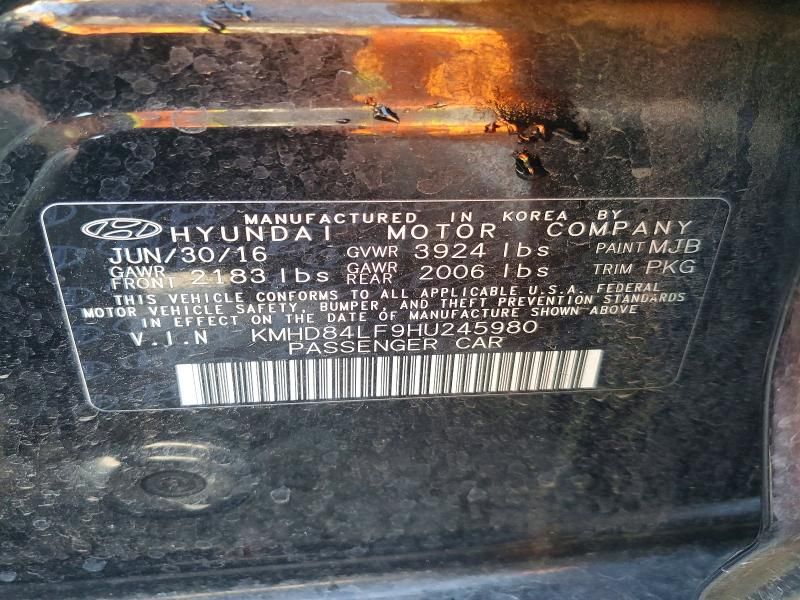 MANUFACTURED IN KOREA BY
HYUNDAI MOTOR COMPANY
JUN/30/16 GVWR 3924 lbs PAINT MJB
GAWR FRONT 2183 lbs GAWR REAR 2006 lbs TRIM PKG
THIS VEHICLE CONFORMS TO ALL APPLICABLE U.S.A. FEDERAL
MOTOR VEHICLE SAFETY, BUMPER, AND THEFT PREVENTION STANDARDS
IN EFFECT ON THE DATE OF MANUFACTURE SHOWN ABOVE
V.I.N KMHD84LF9HU245980
PASSENGER CAR